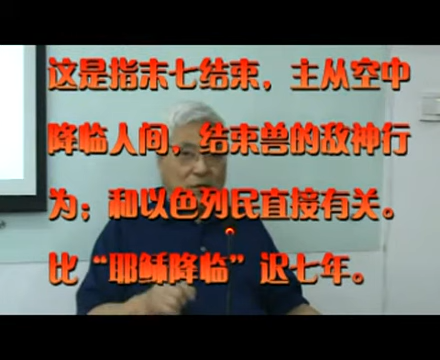 这是指末七结束，主从空中
降临人间，结束兽的敌神行
为；和以色列民直接有关。
比“耶稣降临”迟七年。